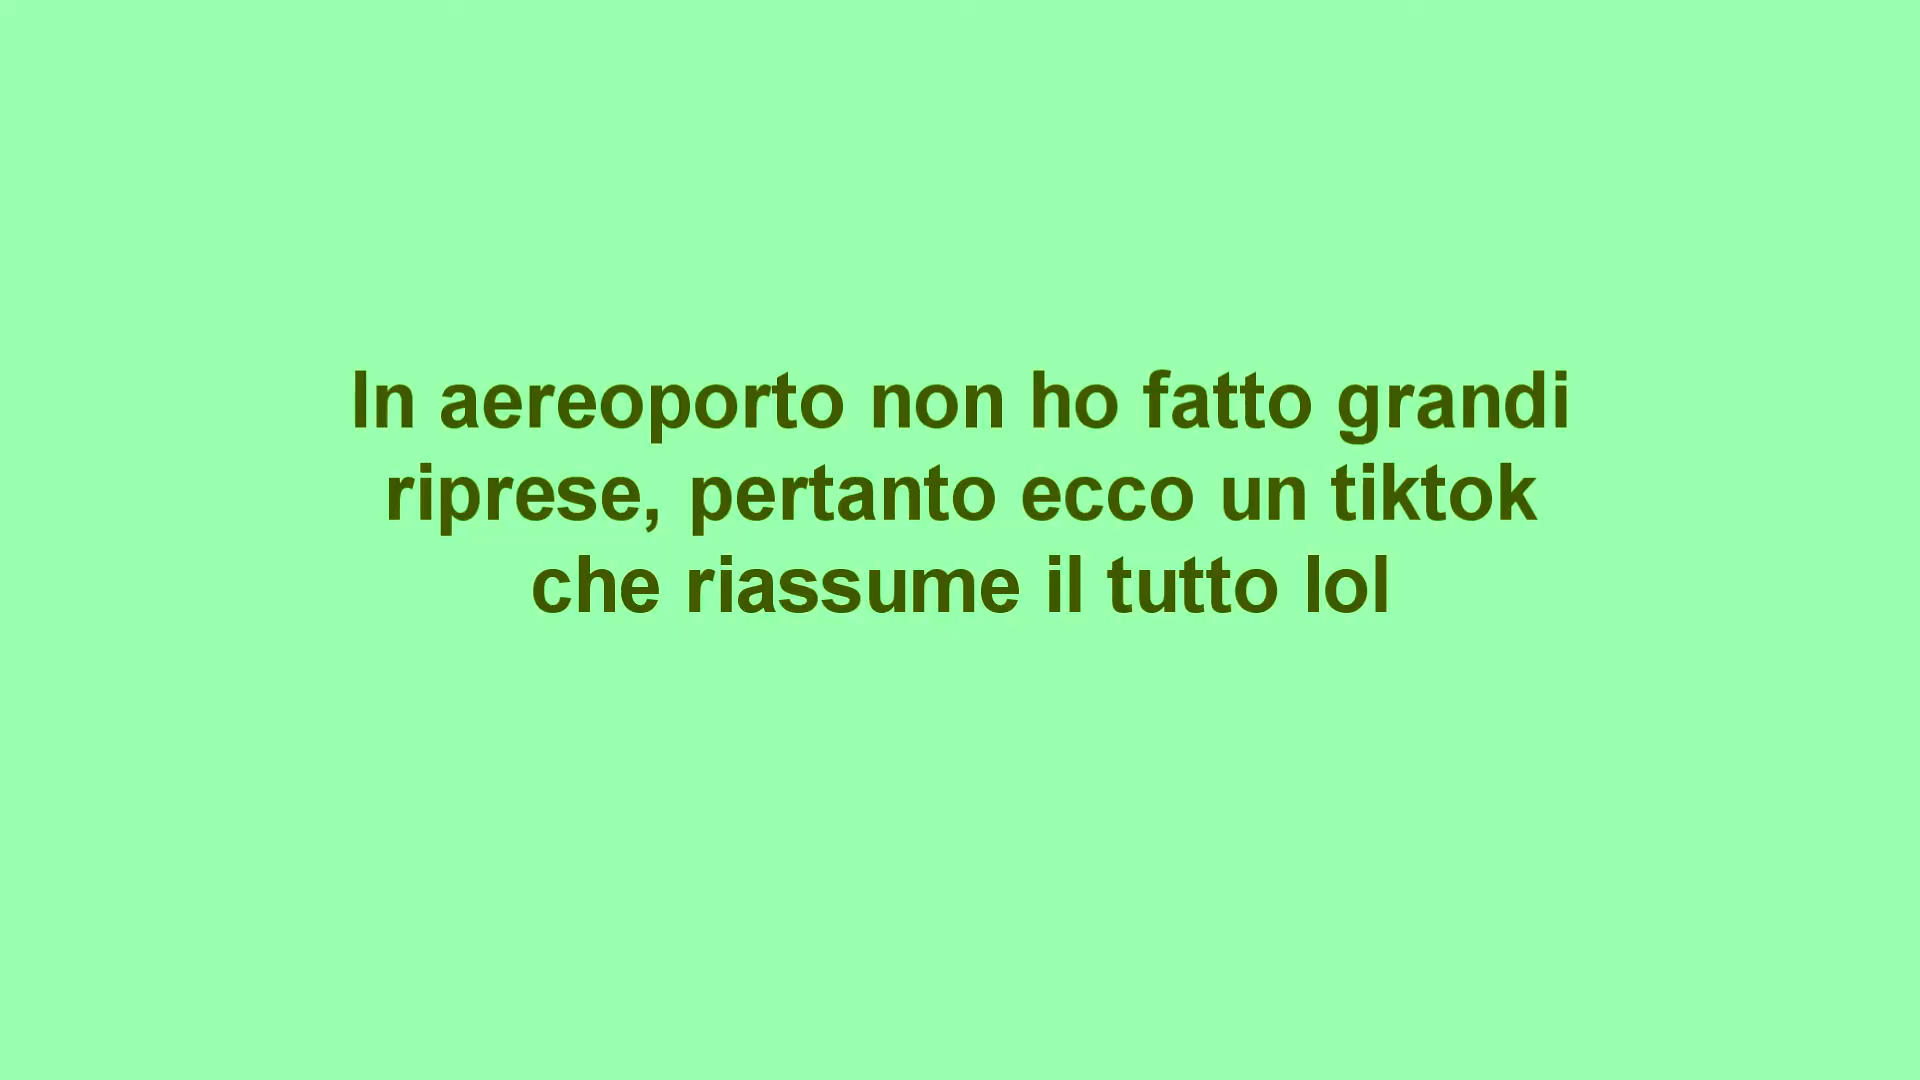 In aereoporto non ho fatto grandi
riprese, pertanto ecco un tiktok
che riassume il tutto lol